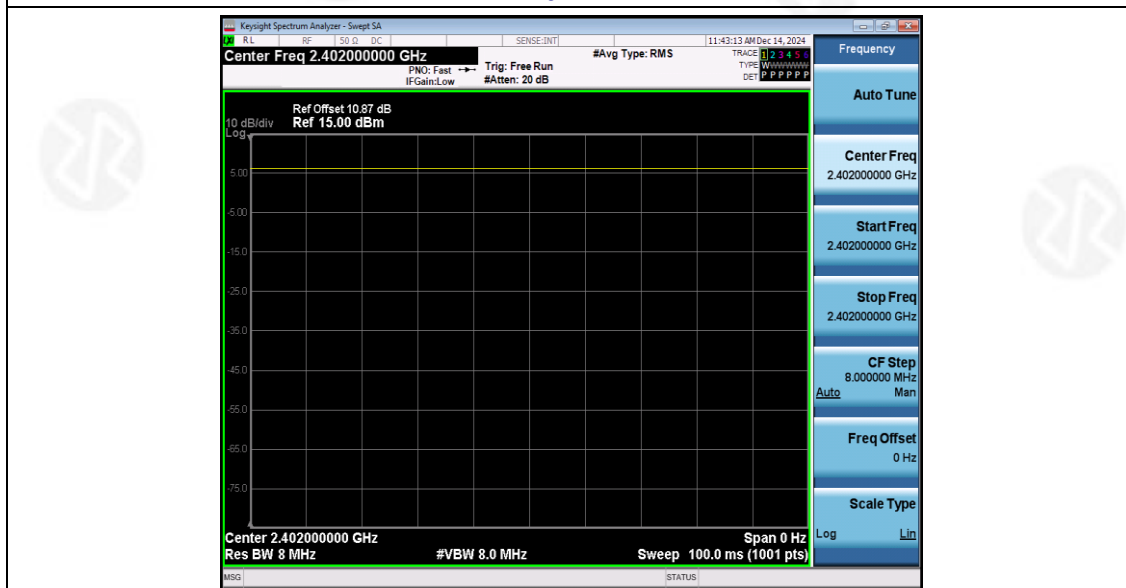 Keysight Spectrum Analyzer - Swept SA
LXI RL RF 50 Ω DC SENSE:INT 11:43:13 AM Dec 14, 2024
Center Freq 2.402000000 GHz #Avg Type: RMS TRACE 1 2 3 4 5 6
PNO: Fast Trig: Free Run TYPE WWWWWW
IFGain:Low #Atten: 20 dB DET P P P P P P
Ref Offset 10.87 dB
10 dB/div Ref 15.00 dBm
Log
5.00
-5.00
-15.0
-25.0
-35.0
-45.0
-55.0
-65.0
-75.0
Center 2.402000000 GHz Span 0 Hz
Res BW 8 MHz #VBW 8.0 MHz Sweep 100.0 ms (1001 pts)
MSG STATUS
Frequency
Auto Tune
Center Freq
2.402000000 GHz
Start Freq
2.402000000 GHz
Stop Freq
2.402000000 GHz
CF Step
8.000000 MHz
Auto Man
Freq Offset
0 Hz
Scale Type
Log Lin